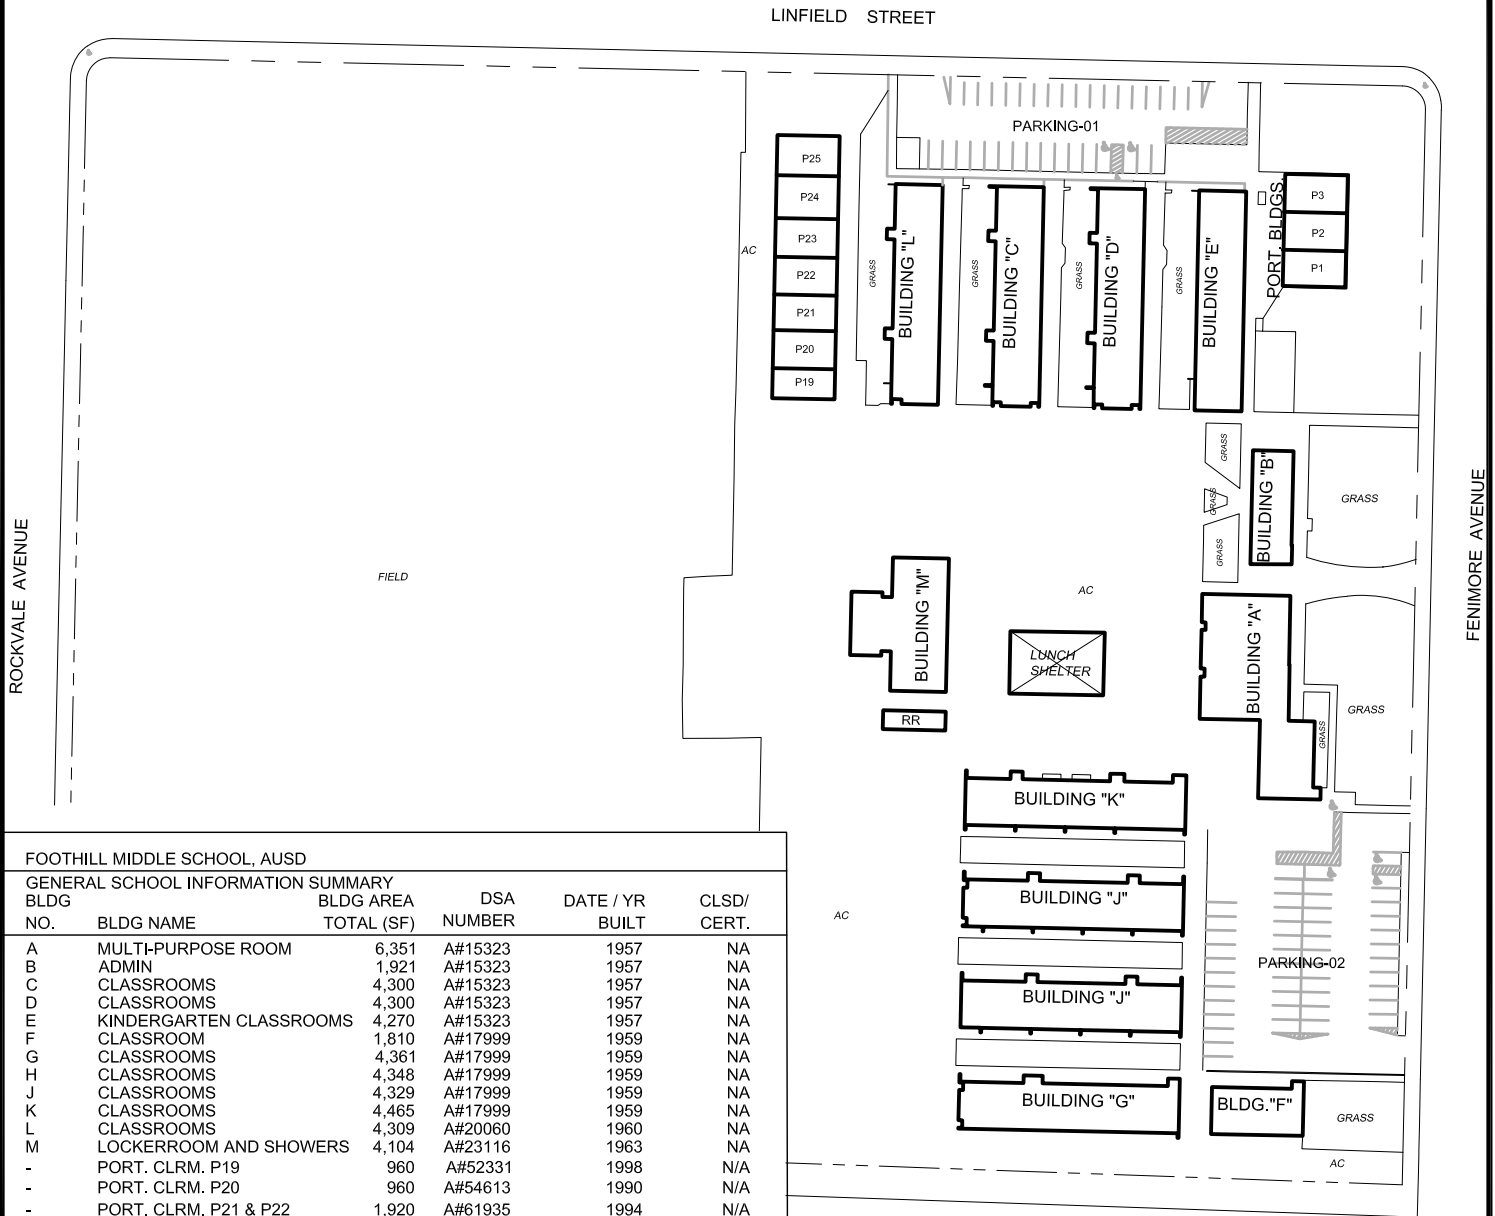 LINFIELD STREET
PARKING-01
P25
P24
P23
P22
P21
P20
P19
AC
GRASS
BUILDING "L"
GRASS
BUILDING "C"
GRASS
BUILDING "D"
GRASS
BUILDING "E"
PORT. BLDGS.
P3
P2
P1
ROCKVALE AVENUE
FIELD
GRASS
GRASS
GRASS
BUILDING "B"
GRASS
FENIMORE AVENUE
BUILDING "M"
AC
LUNCH
SHELTER
BUILDING "A"
GRASS
GRASS
RR
BUILDING "K"
BUILDING "J"
AC
BUILDING "J"
PARKING-02
BUILDING "G"
BLDG."F"
GRASS
AC
FOOTHILL MIDDLE SCHOOL, AUSD
GENERAL SCHOOL INFORMATION SUMMARY
BLDG BLDG AREA DSA DATE / YR CLSD/
NO. BLDG NAME TOTAL (SF) NUMBER BUILT CERT.
A MULTI-PURPOSE ROOM 6,351 A#15323 1957 NA
B ADMIN 1,921 A#15323 1957 NA
C CLASSROOMS 4,300 A#15323 1957 NA
D CLASSROOMS 4,300 A#15323 1957 NA
E KINDERGARTEN CLASSROOMS 4,270 A#15323 1957 NA
F CLASSROOM 1,810 A#17999 1959 NA
G CLASSROOMS 4,361 A#17999 1959 NA
H CLASSROOMS 4,348 A#17999 1959 NA
J CLASSROOMS 4,329 A#17999 1959 NA
K CLASSROOMS 4,465 A#17999 1959 NA
L CLASSROOMS 4,309 A#20060 1960 NA
M LOCKERROOM AND SHOWERS 4,104 A#23116 1963 NA
- PORT. CLRM. P19 960 A#52331 1998 N/A
- PORT. CLRM. P20 960 A#54613 1990 N/A
- PORT. CLRM. P21 & P22 1,920 A#61935 1994 N/A